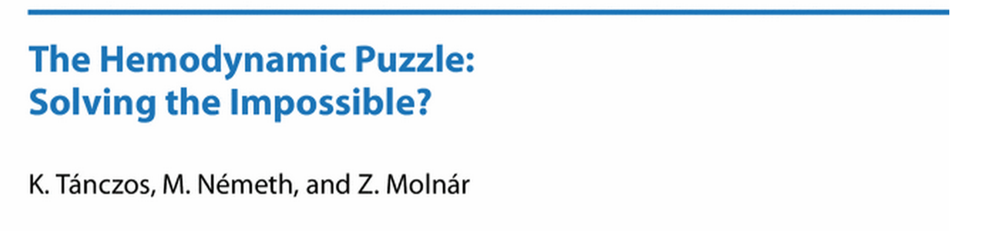 The Hemodynamic Puzzle:
Solving the Impossible?
K. Tánczos, M. Németh, and Z. Molnár